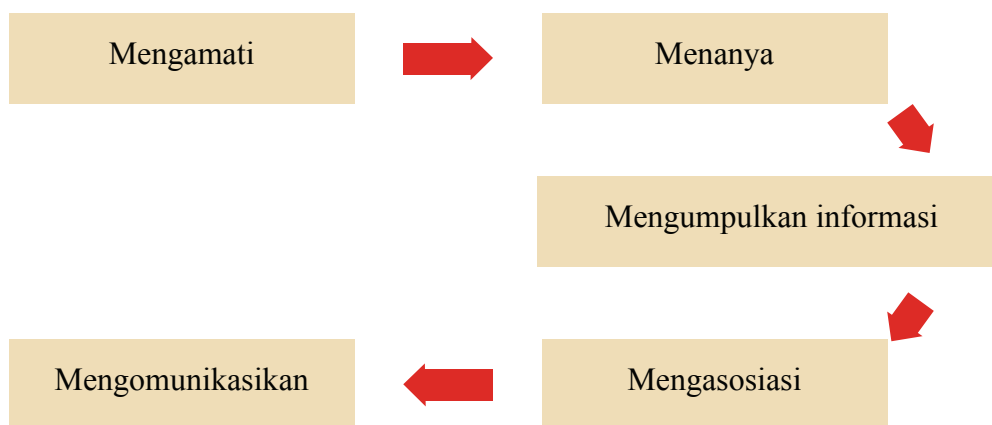 Mengamati
Menanya
Mengumpulkan informasi
Mengasosiasi
Mengomunikasikan